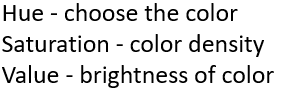 Hue - choose the color
Saturation - color density
Value - brightness of color